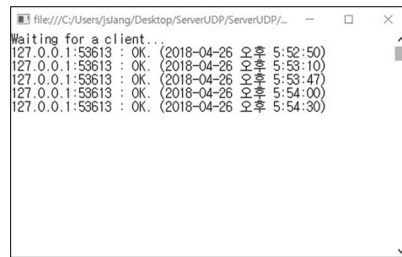 file:///C:/Users/jsJang/Desktop/ServerUDP/ServerUDP/...
Waiting for a client...
127.0.0.1:53613 : OK. (2018-04-26 오후 5:52:50)
127.0.0.1:53613 : OK. (2018-04-26 오후 5:53:10)
127.0.0.1:53613 : OK. (2018-04-26 오후 5:53:47)
127.0.0.1:53613 : OK. (2018-04-26 오후 5:54:00)
127.0.0.1:53613 : OK. (2018-04-26 오후 5:54:30)